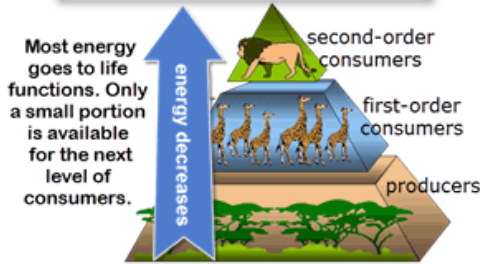 Most energy
goes to life
functions. Only
a small portion
is available
for the next
level of
consumers.
energy decreases
second-order
consumers
first-order
consumers
producers